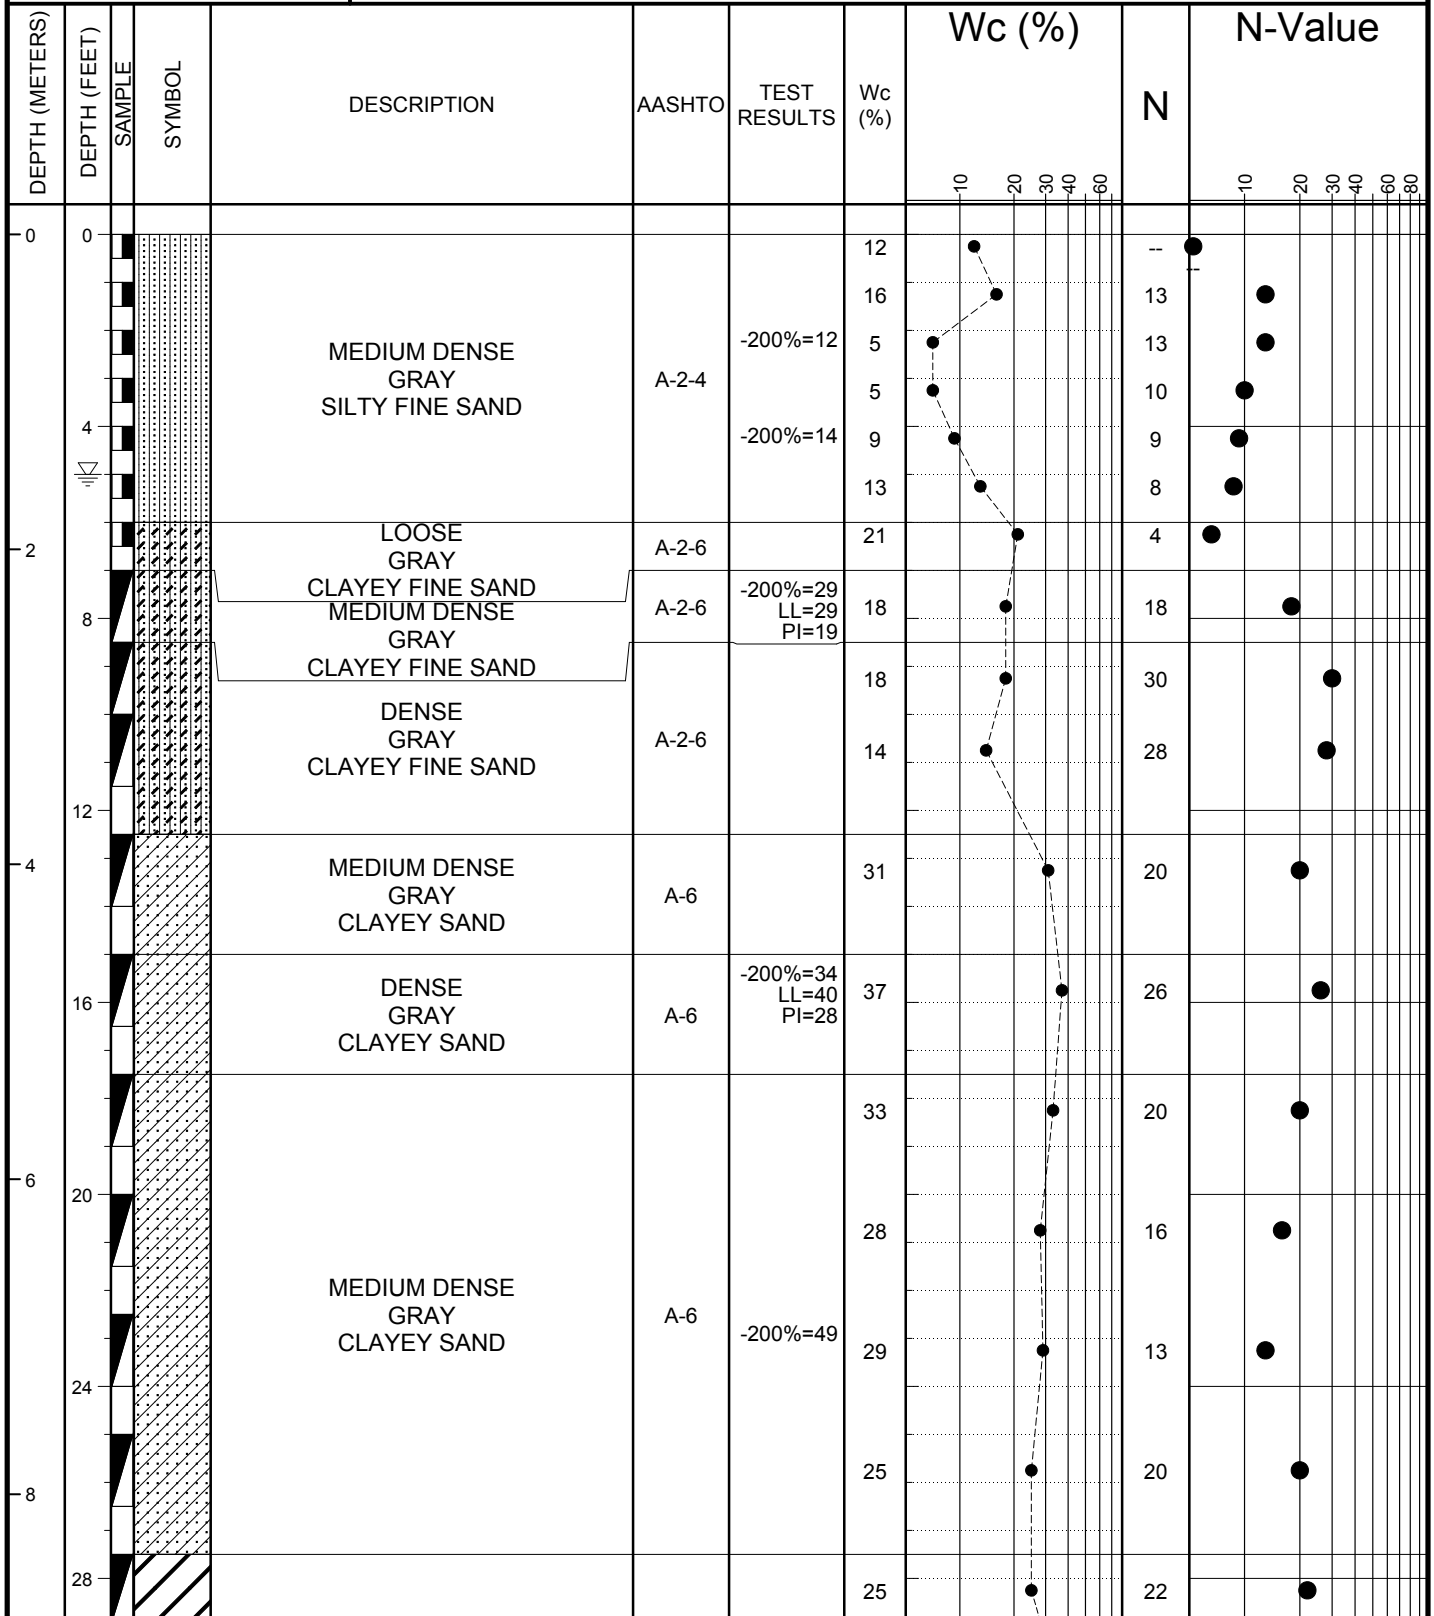 DEPTH (METERS)
DEPTH (FEET)
SAMPLE
SYMBOL
DESCRIPTION
AASHTO
TEST
RESULTS
Wc
(%)
Wc (%)
10 20 30 40 60
N
N-Value
10 20 30 40 60 80
0 0
12 --
--
16 13
-200%=12 5 13
MEDIUM DENSE
GRAY
SILTY FINE SAND
A-2-4
5 10
4
-200%=14 9 9
13 8
LOOSE
GRAY
CLAYEY FINE SAND
A-2-6
21 4
2
MEDIUM DENSE
GRAY
CLAYEY FINE SAND
A-2-6
-200%=29
LL=29
PI=19
18 18
8
18 30
DENSE
GRAY
CLAYEY FINE SAND
A-2-6
14 28
12
4
MEDIUM DENSE
GRAY
CLAYEY SAND
A-6
31 20
DENSE
GRAY
CLAYEY SAND
A-6
-200%=34
LL=40
PI=28
37 26
16
33 20
6
20
28 16
MEDIUM DENSE
GRAY
CLAYEY SAND
A-6
-200%=49
29 13
24
25 20
8
28
25 22